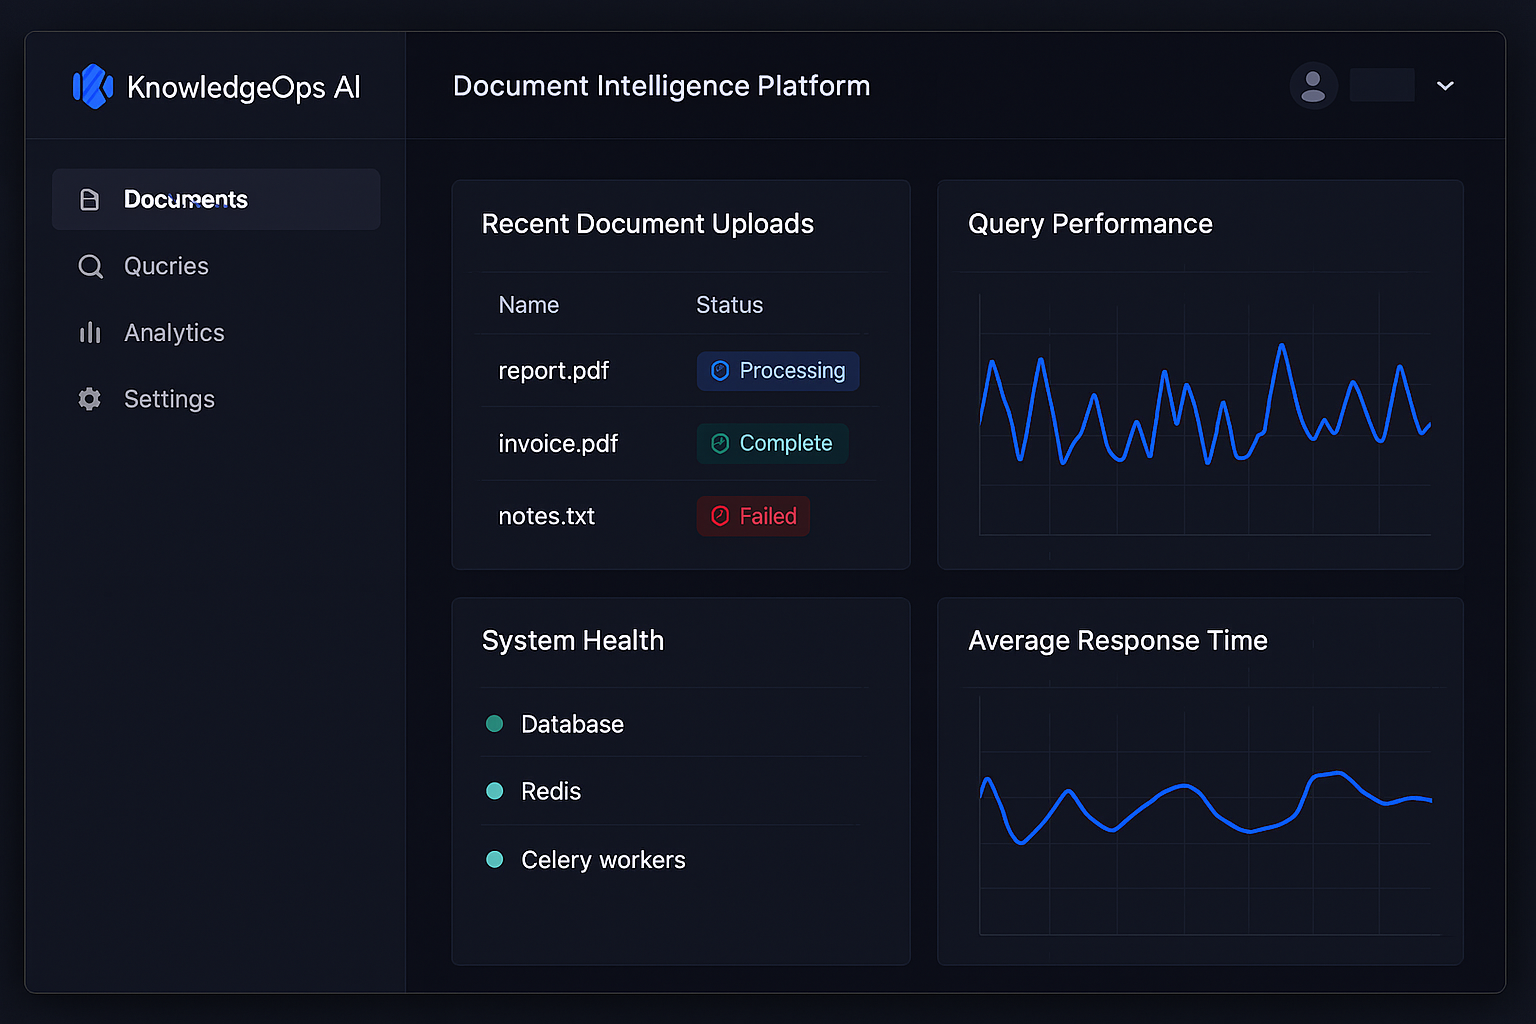 KnowledgeOps AI
Document Intelligence Platform
Documents
Qucries
Analytics
Settings
Recent Document Uploads
Name Status
report.pdf Processing
invoice.pdf Complete
notes.txt Failed
Query Performance
System Health
Database
Redis
Celery workers
Average Response Time